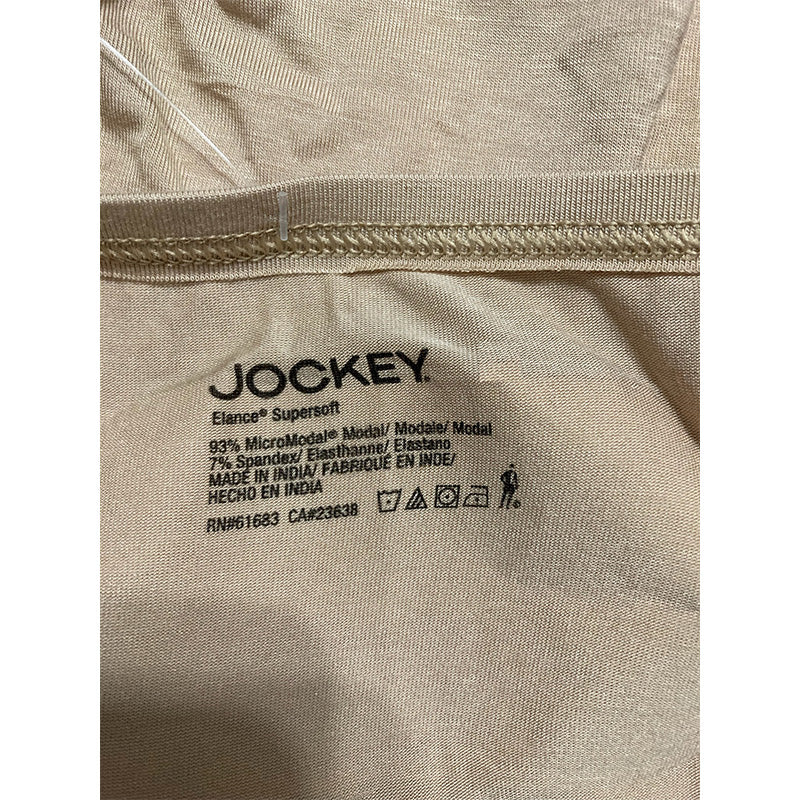 JOCKEY®
Elance® Supersoft
93% MicroModal® Modal/ Modale/ Modal
7% Spandex/ Elasthanne/ Elastano
MADE IN INDIA/ FABRIQUE EN INDE/
HECHO EN INDIA
RN#61683 CA#23638